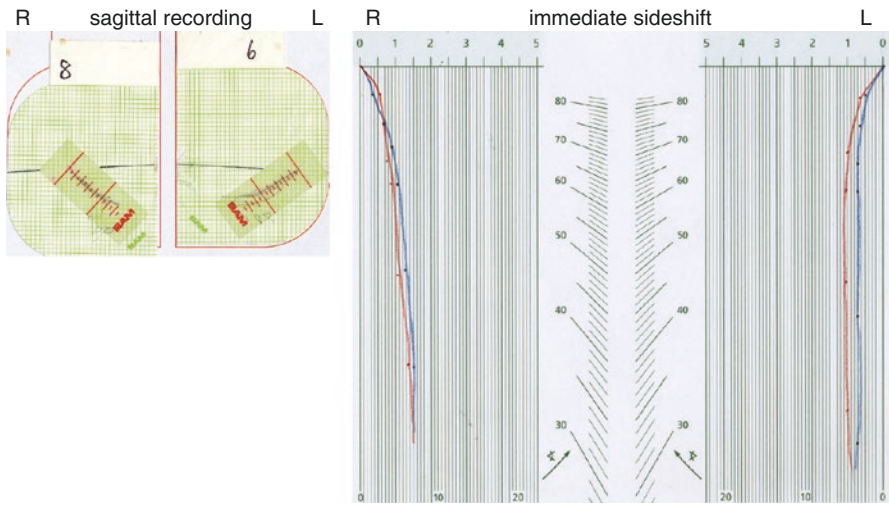 R sagittal recording L
8 6
SAM SAM
SAM SAM
R immediate sideshift L
0 1 2 3 4 5
5 4 3 2 1 0
80 80
70 70
60 60
50 50
40 40
30 30
0 10 20
20 10 0